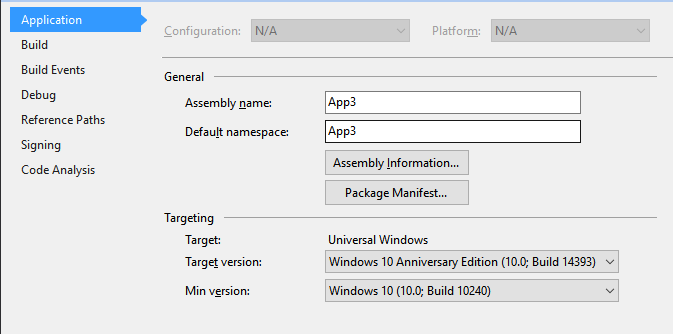 Application
Build
Build Events
Debug
Reference Paths
Signing
Code Analysis
Configuration: N/A Platform: N/A
General
Assembly name: App3
Default namespace: App3
Assembly Information...
Package Manifest...
Targeting
Target: Universal Windows
Target version: Windows 10 Anniversary Edition (10.0; Build 14393)
Min version: Windows 10 (10.0; Build 10240)